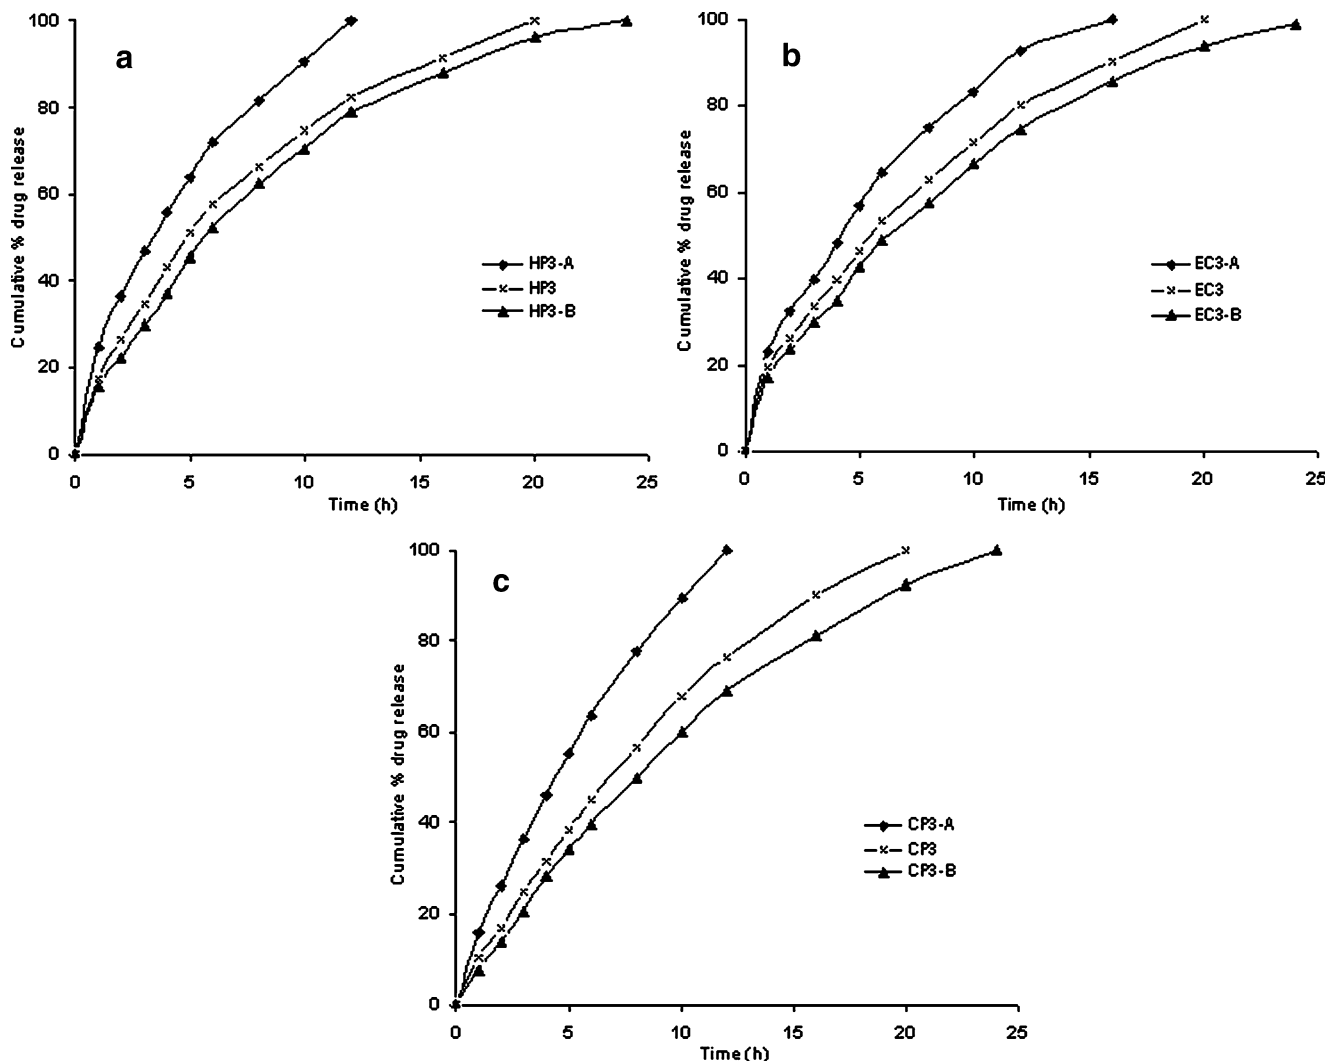 a
Cumulative % drug release
100
80
60
40
20
0
HP3-A
HP3
HP3-B
0 5 10 15 20 25
Time (h)
b
Cumulative % drug release
100
80
60
40
20
0
EC3-A
EC3
EC3-B
0 5 10 15 20 25
Time (h)
c
Cumulative % drug release
100
80
60
40
20
0
CP3-A
CP3
CP3-B
0 5 10 15 20 25
Time (h)